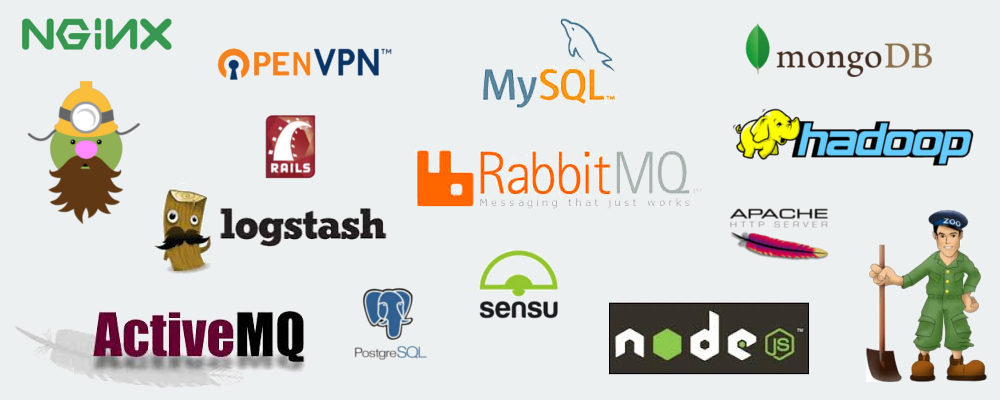 NGiNX
OPENVPN™
MySQL™
mongoDB
RAILS
hadoop
RabbitMQ
Messaging that just works
logstash
APACHE
HTTP SERVER
ZOO
sensu
ActiveMQ
PostgreSQL
node
JS™